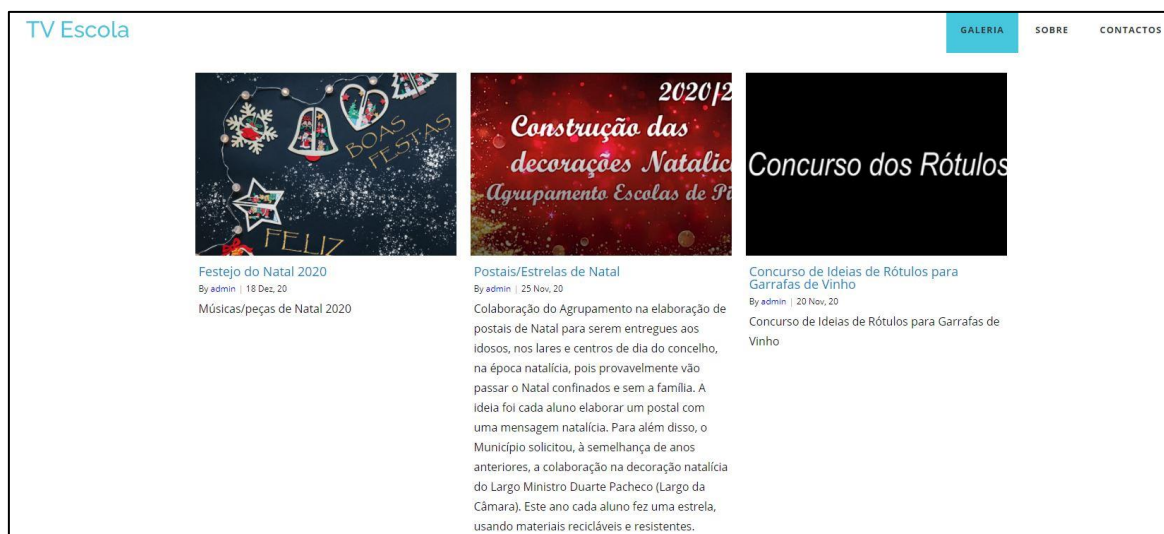 TV Escola
GALERIA SOBRE CONTACTOS
BOAS
FESTAS
FELIZ
Festejo do Natal 2020
By admin | 18 Dez, 20
Músicas/peças de Natal 2020
2020/2
Construção das
decorações Natalic
Agrupamento Escolas de Pi
Postais/Estrelas de Natal
By admin | 25 Nov, 20
Colaboração do Agrupamento na elaboração de
postais de Natal para serem entregues aos
idosos, nos lares e centros de dia do concelho,
na época natalícia, pois provavelmente vão
passar o Natal confinados e sem a família. A
ideia foi cada aluno elaborar um postal com
uma mensagem natalícia. Para além disso, o
Município solicitou, à semelhança de anos
anteriores, a colaboração na decoração natalícia
do Largo Ministro Duarte Pacheco (Largo da
Câmara). Este ano cada aluno fez uma estrela,
usando materiais recicláveis e resistentes.
Concurso dos Rótulos
Concurso de Ideias de Rótulos para
Garrafas de Vinho
By admin | 20 Nov, 20
Concurso de Ideias de Rótulos para Garrafas de
Vinho